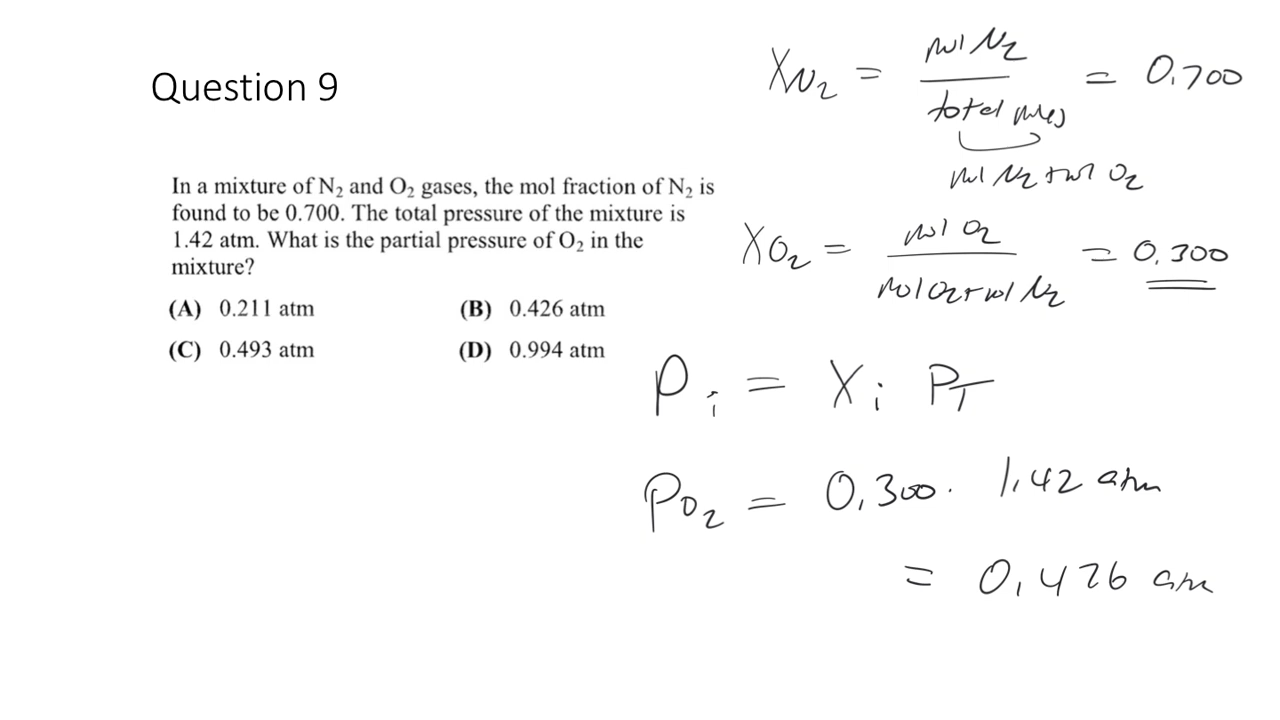 Question 9
In a mixture of N₂ and O₂ gases, the mol fraction of N₂ is
found to be 0.700. The total pressure of the mixture is
1.42 atm. What is the partial pressure of O₂ in the
mixture?
(A) 0.211 atm (B) 0.426 atm
(C) 0.493 atm (D) 0.994 atm
X N₂ = mol N₂ / total moles = 0.700
mol N₂ + mol O₂
X O₂ = mol O₂ / mol O₂ + mol N₂ = 0.300
Pᵢ = Xᵢ P_T
P O₂ = 0.300 · 1.42 atm
= 0.426 atm